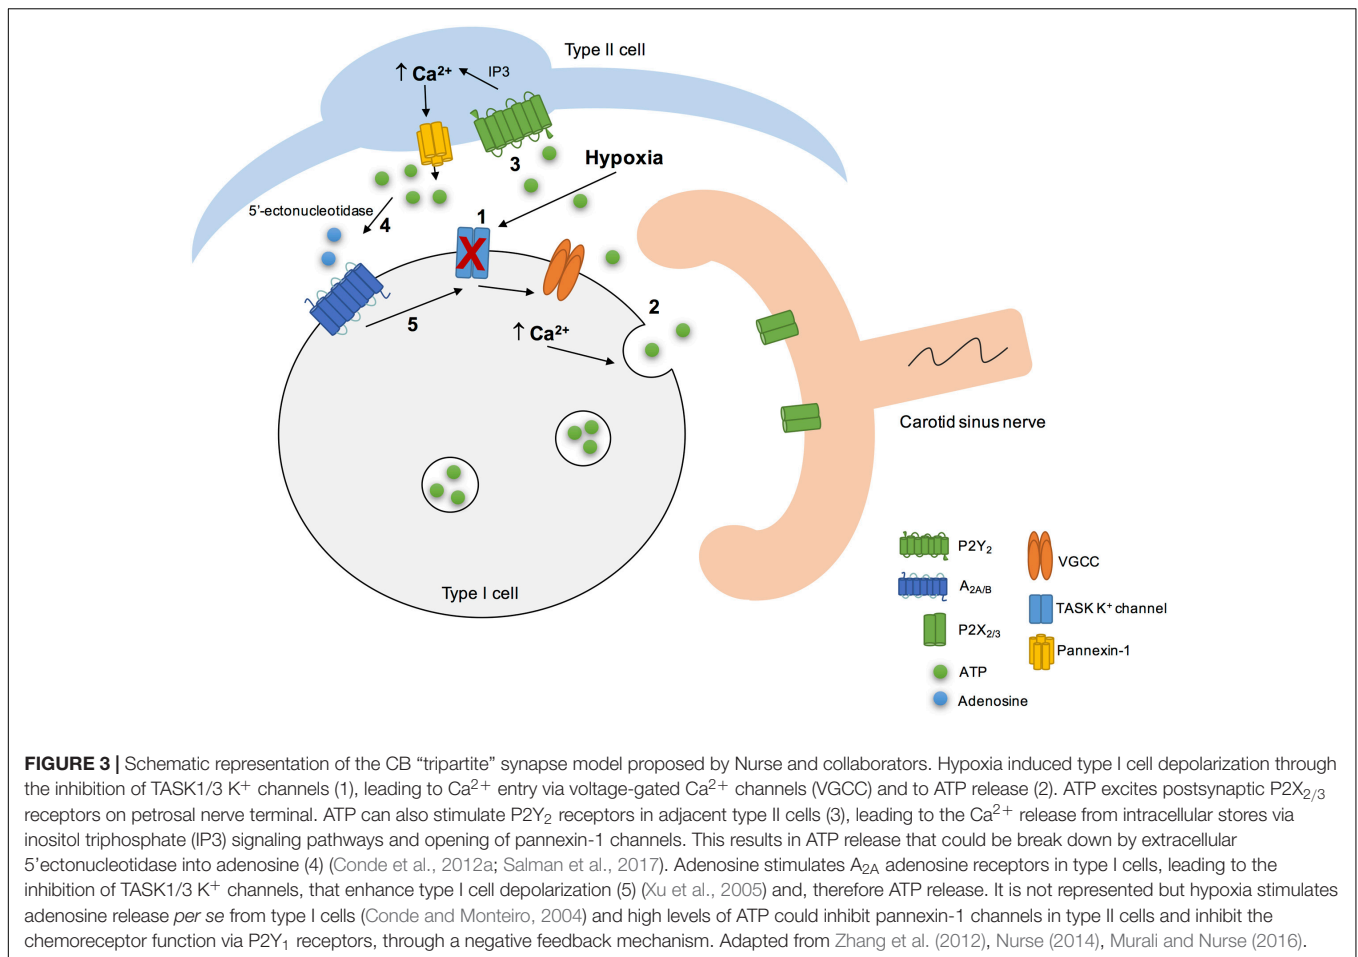 Type II cell
↑ Ca²⁺
IP3
3
Hypoxia
5'-ectonucleotidase
4
1
X
2
5
↑ Ca²⁺
Carotid sinus nerve
Type I cell
P2Y₂
A₂A/B
P2X₂/₃
ATP
Adenosine
VGCC
TASK K⁺ channel
Pannexin-1
FIGURE 3 | Schematic representation of the CB “tripartite” synapse model proposed by Nurse and collaborators. Hypoxia induced type I cell depolarization through
the inhibition of TASK1/3 K⁺ channels (1), leading to Ca²⁺ entry via voltage-gated Ca²⁺ channels (VGCC) and to ATP release (2). ATP excites postsynaptic P2X₂/₃
receptors on petrosal nerve terminal. ATP can also stimulate P2Y₂ receptors in adjacent type II cells (3), leading to the Ca²⁺ release from intracellular stores via
inositol triphosphate (IP3) signaling pathways and opening of pannexin-1 channels. This results in ATP release that could be break down by extracellular
5'ectonucleotidase into adenosine (4) (Conde et al., 2012a; Salman et al., 2017). Adenosine stimulates A₂A adenosine receptors in type I cells, leading to the
inhibition of TASK1/3 K⁺ channels, that enhance type I cell depolarization (5) (Xu et al., 2005) and, therefore ATP release. It is not represented but hypoxia stimulates
adenosine release per se from type I cells (Conde and Monteiro, 2004) and high levels of ATP could inhibit pannexin-1 channels in type II cells and inhibit the
chemoreceptor function via P2Y₁ receptors, through a negative feedback mechanism. Adapted from Zhang et al. (2012), Nurse (2014), Murali and Nurse (2016).